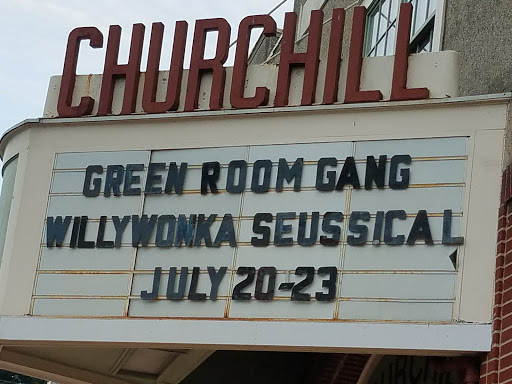 CHURCHILL
GREEN ROOM GANG
WILLYWONKA SEUSSICAL
JULY 20-23